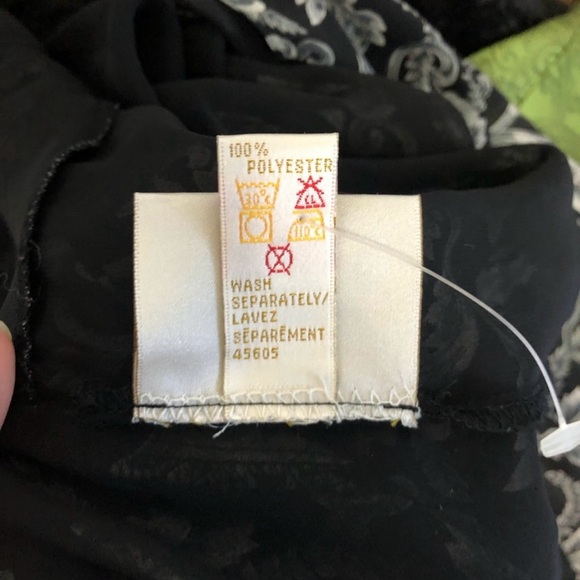 100%
POLYESTER
30°C CL
110°C
WASH
SEPARATELY/
LAVEZ
SÉPARÉMENT
45605